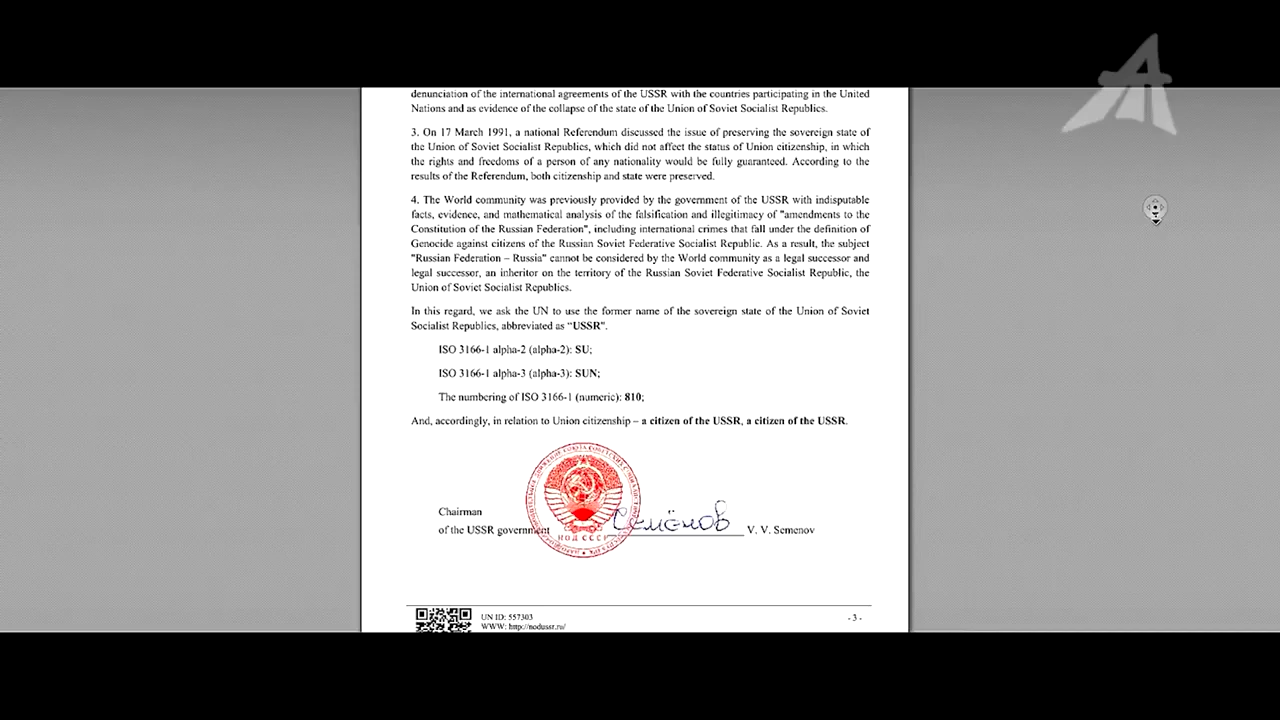 denunciation of the international agreements of the USSR with the countries participating in the United
Nations and as evidence of the collapse of the state of the Union of Soviet Socialist Republics.
3. On 17 March 1991, a national Referendum discussed the issue of preserving the sovereign state of
the Union of Soviet Socialist Republics, which did not affect the status of Union citizenship, in which
the rights and freedoms of a person of any nationality would be fully guaranteed. According to the
results of the Referendum, both citizenship and state were preserved.
4. The World community was previously provided by the government of the USSR with indisputable
facts, evidence, and mathematical analysis of the falsification and illegitimacy of "amendments to the
Constitution of the Russian Federation", including international crimes that fall under the definition of
Genocide against citizens of the Russian Soviet Federative Socialist Republic. As a result, the subject
"Russian Federation – Russia" cannot be considered by the World community as a legal successor and
legal successor, an inheritor on the territory of the Russian Soviet Federative Socialist Republic, the
Union of Soviet Socialist Republics.
In this regard, we ask the UN to use the former name of the sovereign state of the Union of Soviet
Socialist Republics, abbreviated as “USSR”.
ISO 3166-1 alpha-2 (alpha-2): SU;
ISO 3166-1 alpha-3 (alpha-3): SUN;
The numbering of ISO 3166-1 (numeric): 810;
And, accordingly, in relation to Union citizenship – a citizen of the USSR, a citizen of the USSR.
НОД СССР
Chairman
of the USSR government Семёнов V. V. Semenov
UN ID: 557303
WWW: http://nodussr.ru/
- 3 -